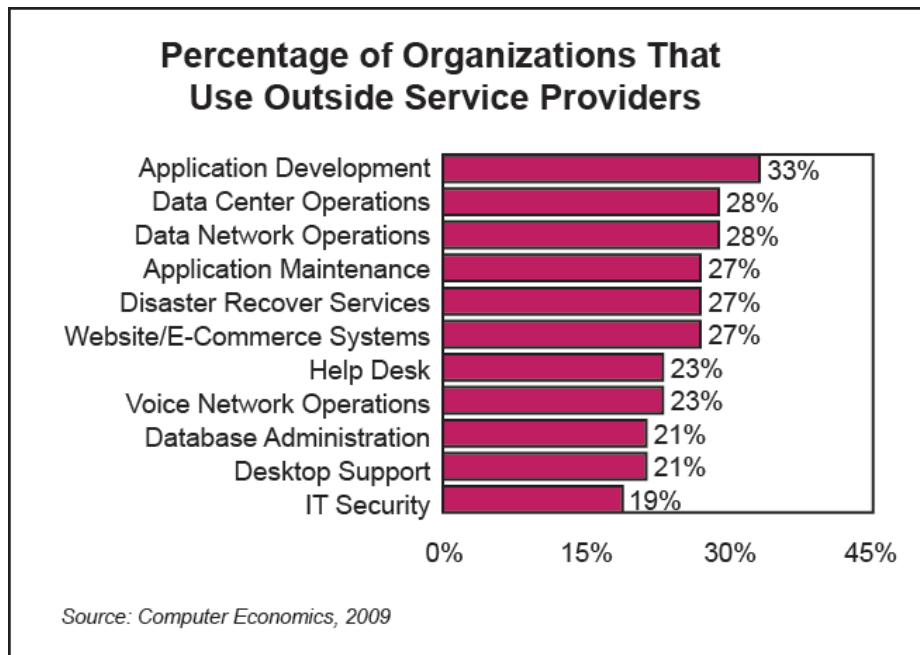 Percentage of Organizations That
Use Outside Service Providers
Application Development 33%
Data Center Operations 28%
Data Network Operations 28%
Application Maintenance 27%
Disaster Recover Services 27%
Website/E-Commerce Systems 27%
Help Desk 23%
Voice Network Operations 23%
Database Administration 21%
Desktop Support 21%
IT Security 19%
0% 15% 30% 45%
Source: Computer Economics, 2009